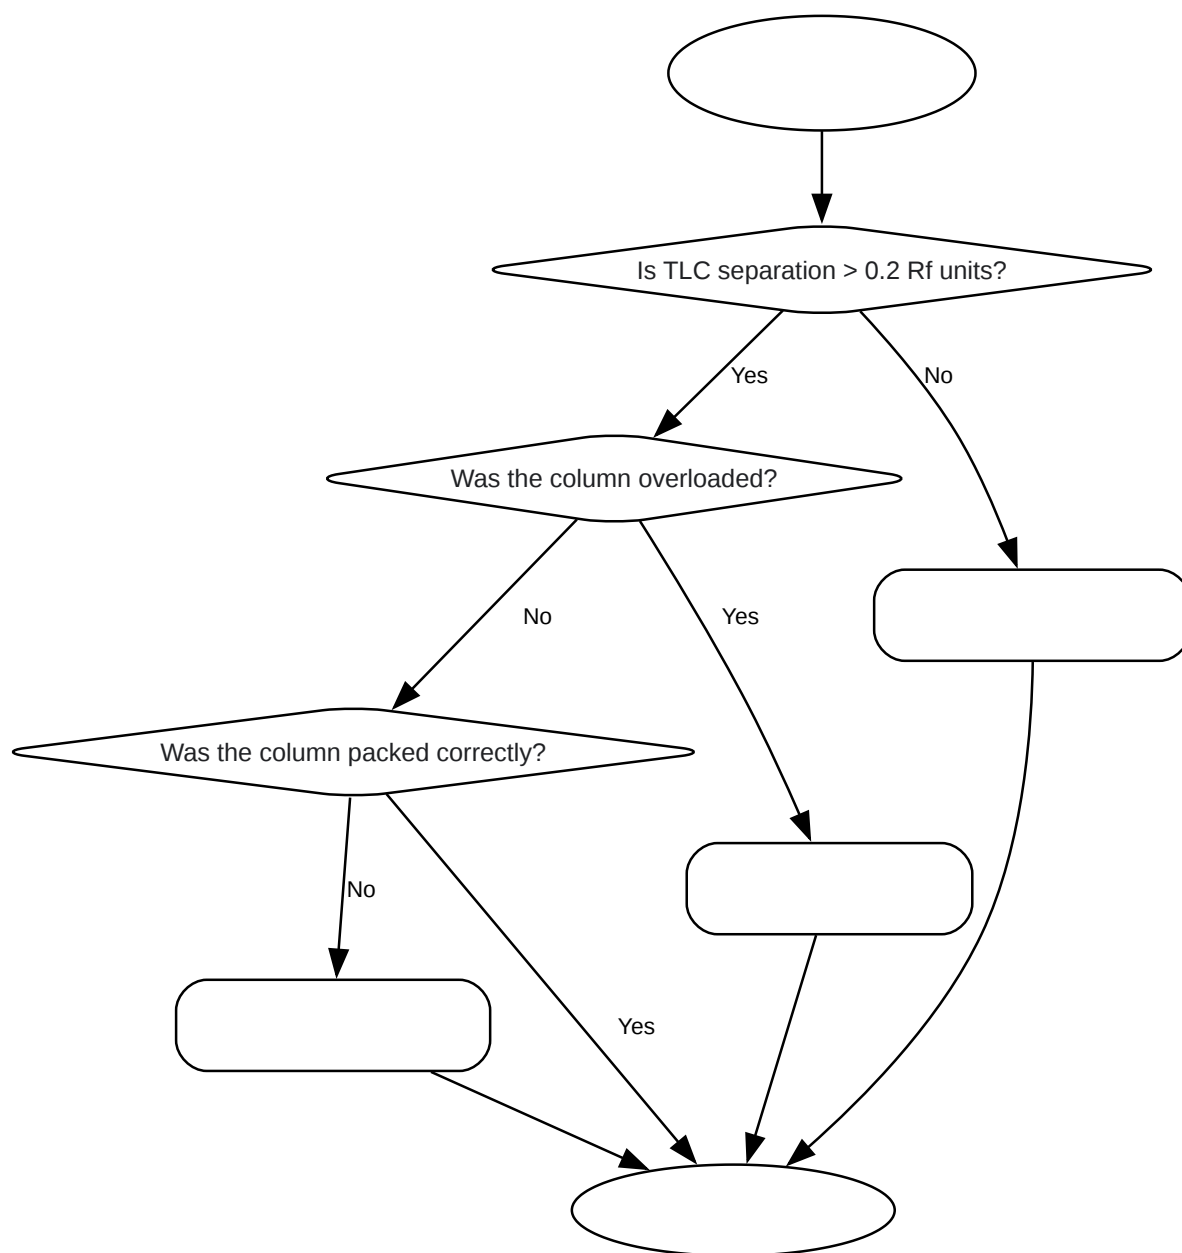 Is TLC separation > 0.2 Rf units?
Yes
No
Was the column overloaded?
No
Yes
Was the column packed correctly?
No
Yes